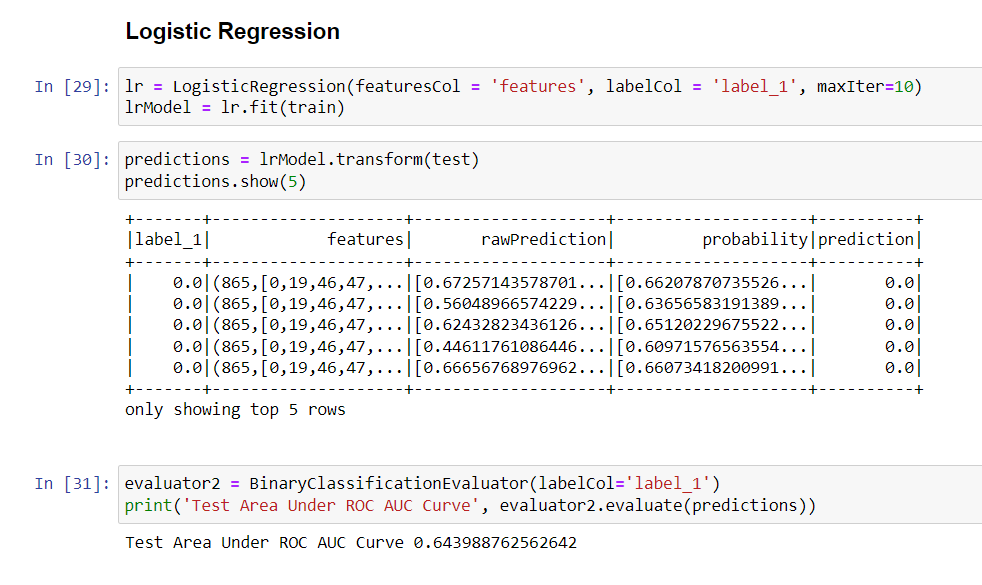 Logistic Regression
In [29]: lr = LogisticRegression(featuresCol = 'features', labelCol = 'label_1', maxIter=10)
lrModel = lr.fit(train)
In [30]: predictions = lrModel.transform(test)
predictions.show(5)
+-------+--------------------+--------------------+--------------------+----------+
|label_1|            features|       rawPrediction|         probability|prediction|
+-------+--------------------+--------------------+--------------------+----------+
|    0.0|(865,[0,19,46,47,...|[0.67257143578701...|[0.66207870735526...|       0.0|
|    0.0|(865,[0,19,46,47,...|[0.56048966574229...|[0.63656583191389...|       0.0|
|    0.0|(865,[0,19,46,47,...|[0.62432823436126...|[0.65120229675522...|       0.0|
|    0.0|(865,[0,19,46,47,...|[0.44611761086446...|[0.60971576563554...|       0.0|
|    0.0|(865,[0,19,46,47,...|[0.66656768976962...|[0.66073418200991...|       0.0|
+-------+--------------------+--------------------+--------------------+----------+
only showing top 5 rows
In [31]: evaluator2 = BinaryClassificationEvaluator(labelCol='label_1')
print('Test Area Under ROC AUC Curve', evaluator2.evaluate(predictions))
Test Area Under ROC AUC Curve 0.643988762562642